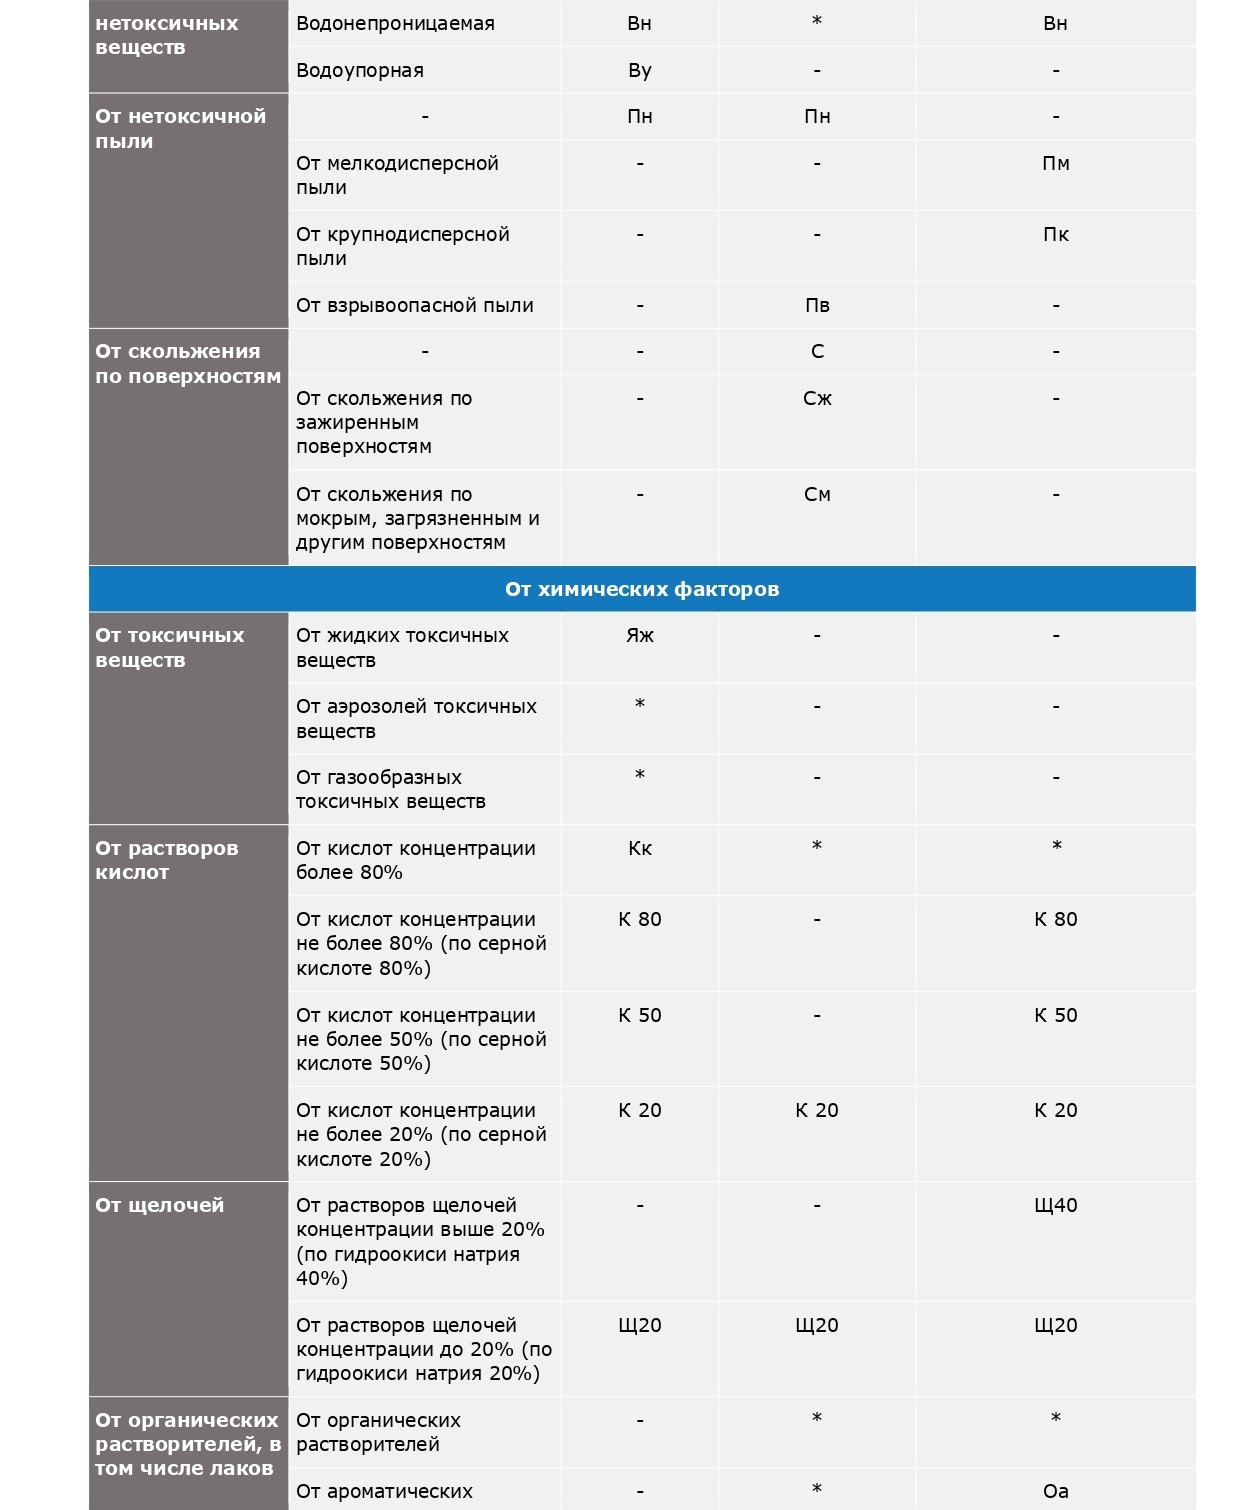 нетоксичных
веществ
Водонепроницаемая Вн * Вн
Водоупорная Ву - -
От нетоксичной
пыли
- Пн Пн -
От мелкодисперсной
пыли
- - Пм
От крупнодисперсной
пыли
- - Пк
От взрывоопасной пыли - Пв -
От скольжения
по поверхностям
- - С -
От скольжения по
зажиренным
поверхностям
- Сж -
От скольжения по
мокрым, загрязненным и
другим поверхностям
- См -
От химических факторов
От токсичных
веществ
От жидких токсичных
веществ
Яж - -
От аэрозолей токсичных
веществ
* - -
От газообразных
токсичных веществ
* - -
От растворов
кислот
От кислот концентрации
более 80%
Кк * *
От кислот концентрации
не более 80% (по серной
кислоте 80%)
К 80 - К 80
От кислот концентрации
не более 50% (по серной
кислоте 50%)
К 50 - К 50
От кислот концентрации
не более 20% (по серной
кислоте 20%)
К 20 К 20 К 20
От щелочей
От растворов щелочей
концентрации выше 20%
(по гидроокиси натрия
40%)
- - Щ40
От растворов щелочей
концентрации до 20% (по
гидроокиси натрия 20%)
Щ20 Щ20 Щ20
От органических
растворителей, в
том числе лаков
От органических
растворителей
- * *
От ароматических - * Оа